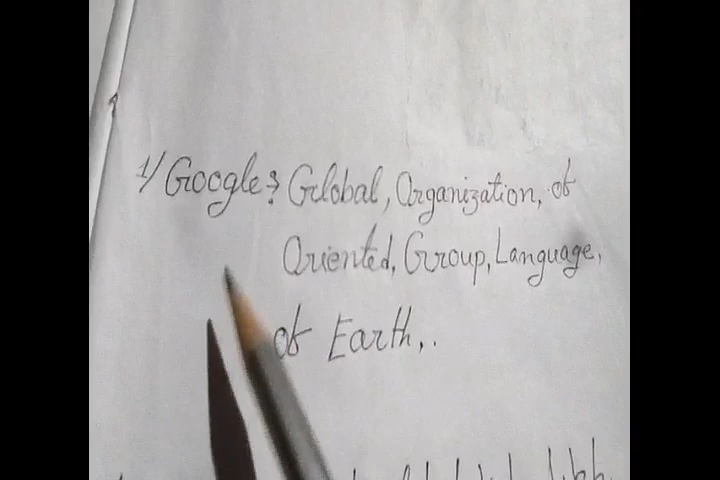 1/ Google : Global, Organization, of
Oriented, Group, Language,
of Earth,.